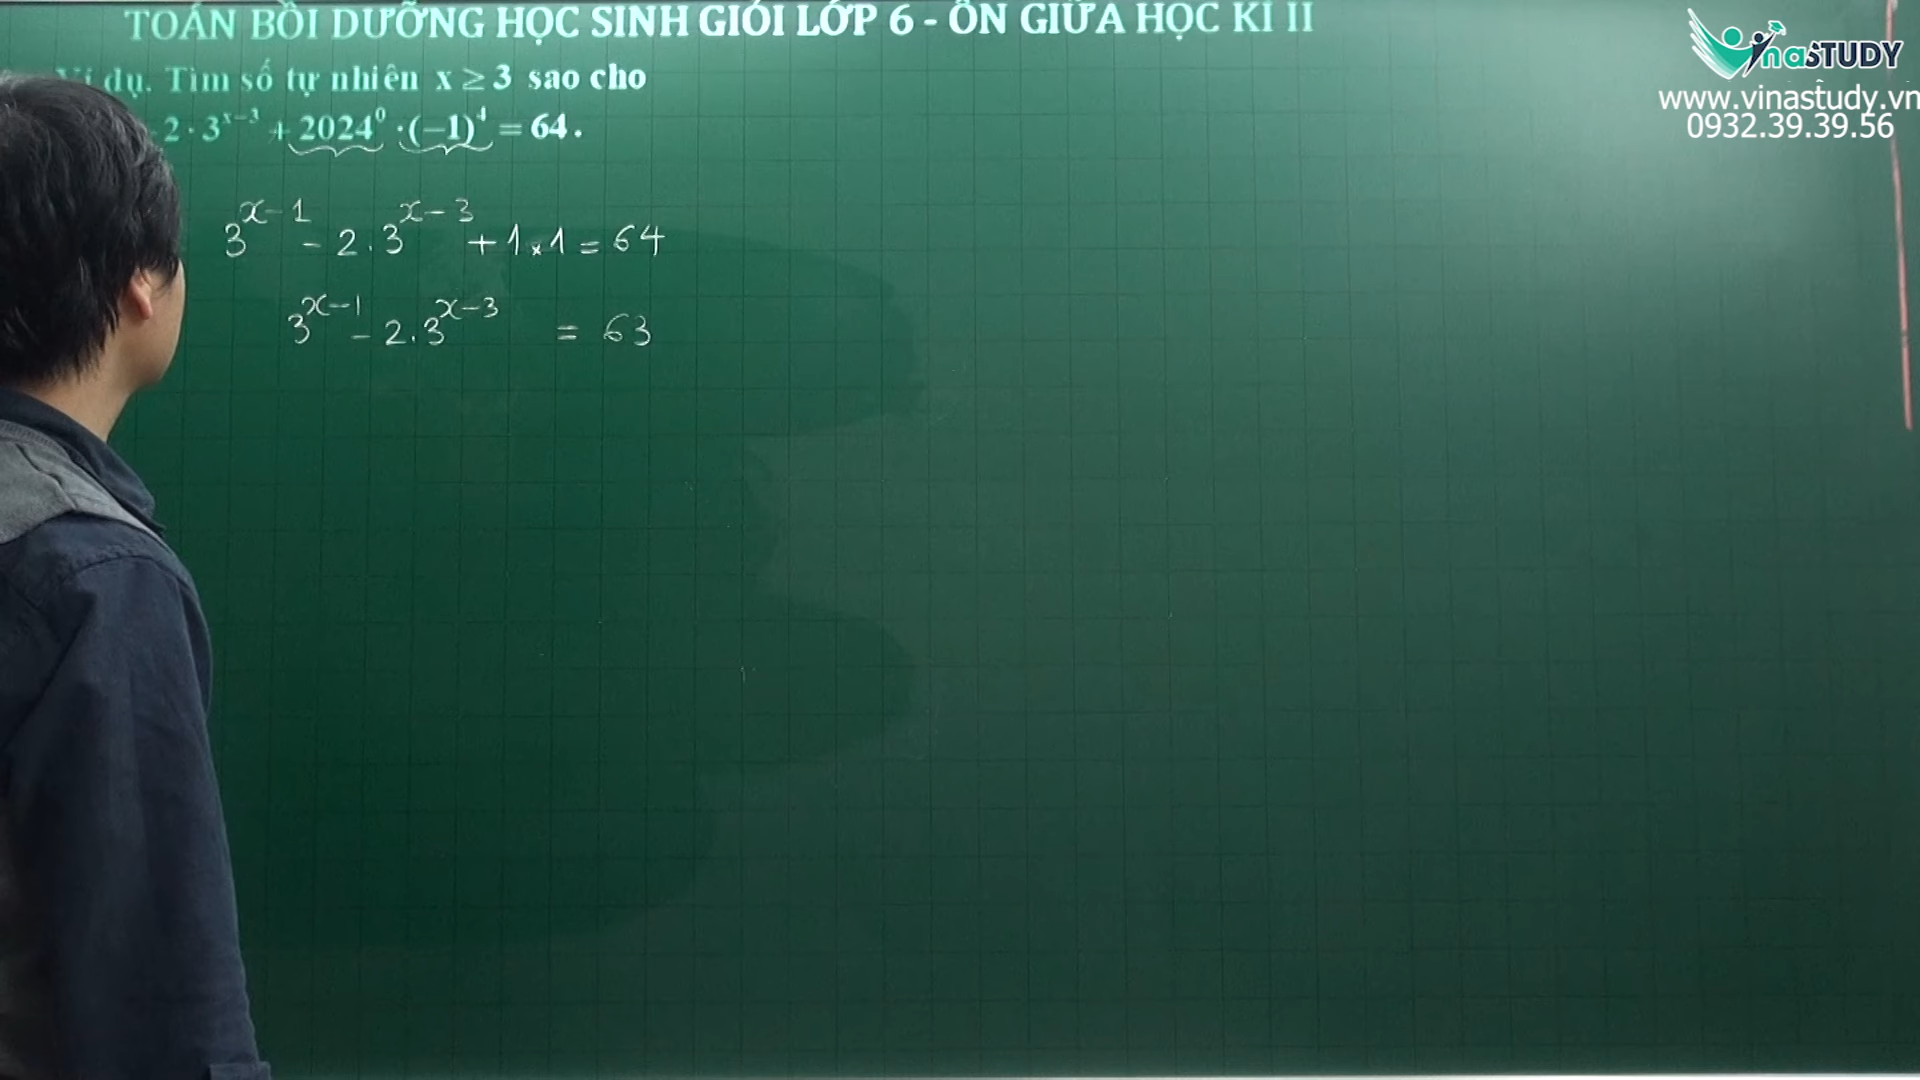 TOÁN BỒI DƯỠNG HỌC SINH GIỎI LỚP 6 - ÔN GIỮA HỌC KÌ II
VinaSTUDY
www.vinastudy.vn
0932.39.39.56
Ví dụ. Tìm số tự nhiên x ≥ 3 sao cho
- 2 · 3^{x-3} + 2024^0 · (-1)^4 = 64.
3^{x-1} - 2 . 3^{x-3} + 1 × 1 = 64
3^{x-1} - 2 . 3^{x-3} = 63